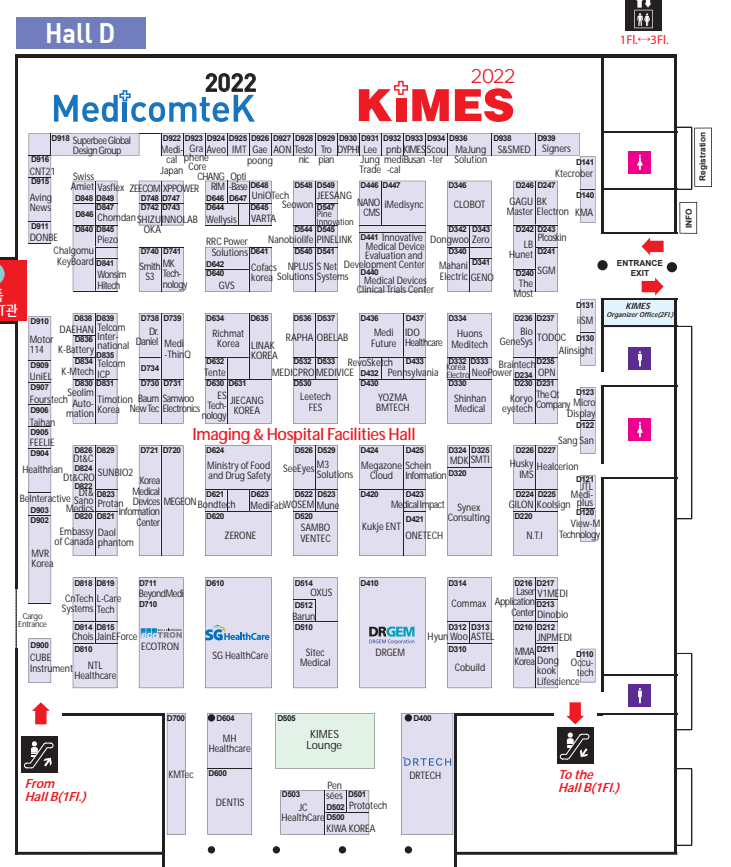 Hall D
1Fl.↔3Fl.
2022
MedicomteK
2022
KiMES
Registration
INFO
ENTRANCE
EXIT
KIMES
Organizer Office(2Fl.)
D918 Superbee Global
Design Group
D922
Medi-
cal
Japan
D923
Gra
phene
Core
D924
Aveo
D925
IMT
D926
Gae
poong
D927
AON
D928
Testo
nic
D929
Tro
pian
D930
DYPHI
D931
Lee
Jung
Trade
D932
pnb
medi
-cal
D933
KIMES
Busan
D934
Scou
-ter
D936
MaJung
Solution
D938
S&SMED
D939
Signers
D916
CNT21
D915
Aving
News
D911
DONBE
D141
Ktecrober
D140
KMA
Swiss
Amiet
D848
Vasflex
D849
D846
D847
Chomdan
D840
Chalgomu
KeyBoard
D845
Piezo
D841
Wonsim
Hitech
ZEECOM
D748
XPPOWER
D747
D742
SHIZU
OKA
D743
INNOLAB
D740
Smith
S3
D741
MK
Tech-
nology
CHANG
RIM
D646
Opti
-Base
D647
D644
Wellysis
D648
UniOTech
D645
VARTA
RRC Power
Solutions
D642
D640
GVS
D641
Cofacs
korea
D548
Seowon
D549
JEESANG
D547
Pine
Innovation
Nanobiolife
D545
PINELINK
D540
NPLUS
Solutions
D541
S Net
Systems
D446
NANO
CMS
D447
iMedisync
D441 Innovative
Medical Device
Evaluation and
Development Center
D440
Medical Devices
Clinical Trials Center
D346
CLOBOT
D342
Dongwoo
D343
Zero
D340
Mahani
Electric
D341
GENO
D246
GAGU
Master
D247
BK
Electron
D242
LB
Hunet
D243
Picoskin
D241
SGM
D240
The
Most
D910
Motor
114
D909
UniEL
D907
Fourstech
D906
Taihan
D905
FEELIE
D904
Healthrian
BeInteractive
D903
D902
MVR
Korea
Cargo
Entrance
D900
CUBE
Instrument
D838
DAEHAN
D839
Telcom
Inter-
national
D836
K-Battery
D835
Telcom
ICP
D834
K-Mtech
D830
Seolim
Auto-
mation
D831
Timotion
Korea
D738
Dr.
Daniel
D739
Medi
-ThinQ
D734
D730
Baum
NewTec
D731
Samwoo
Electronics
D634
Richmat
Korea
D635
LINAK
KOREA
D632
Tente
D630
ES
Tech-
nology
D631
JIECANG
KOREA
D536
RAPHA
D537
OBELAB
D532
MEDICPRO
D533
MEDIVICE
D530
Leetech
FES
D436
Medi
Future
D437
IDO
Healthcare
RevoSketch
D432
D433
Pennsylvania
D430
YOZMA
BMTECH
D334
Huons
Meditech
D332
Korea
Electro
D333
NeoPower
D330
Shinhan
Medical
D236
Bio
GeneSys
D237
TODOC
Braintech
D234
D235
OPN
D230
Koryo
eyetech
D231
The Qt
Company
D131
iiSM
D130
AIinsight
D123
Micro
Display
D122
Sang San
Imaging & Hospital Facilities Hall
D826
Dt&C
D824
Dt&CRO
D822
Dt&
Sano
Medics
D829
SUNBIO2
D823
Protan
D820
Embassy
of Canada
D821
Daol
phantom
D721
Korea
Medical
Devices
Information
Center
D720
MEGEON
D624
Ministry of Food
and Drug Safety
D621
Bondtech
D623
MediFab
D620
ZERONE
D526
SeeEyes
D529
M3
Solutions
D522
WOSEM
D523
Mune
D520
SAMBO
VENTEC
D424
Megazone
Cloud
D425
Schein
Information
D420
Kukje ENT
D423
Medical Impact
D421
ONETECH
D324
MDK
D325
SMTI
D320
Synex
Consulting
D226
Husky
IMS
D227
Healcerion
D224
GILON
D225
Koolsign
D220
N.T.I
D121
JTL
Medi-
plus
D120
View-M
Technology
D818
CnTech
Systems
D819
L-Care
Tech
D814
Chois
D815
JainEForce
D810
NTL
Healthcare
D711
BeyondMedi
D710
ecoTRON
ECOTRON
D610
SG HealthCare
SG HealthCare
D514
OXUS
D512
Barun
D510
Sitec
Medical
D410
DRGEM
DRGEM Corporation
DRGEM
D314
Commax
D312
Hyun Woo
D313
ASTEL
D310
Cobuild
D216
Laser
Application
Center
D217
V1MEDI
D213
Dinobio
D210
MMA
Korea
D212
JNPMEDI
D211
Dong
kook
Lifescience
D110
Occu-
tech
From
Hall B(1Fl.)
D700
KMTec
D604
MH
Healthcare
D600
DENTIS
D505
KIMES
Lounge
D503
JC
HealthCare
Pen
sées
D502
D501
Prototech
D500
KIWA KOREA
D400
DRTECH
DRTECH
To the
Hall B(1Fl.)